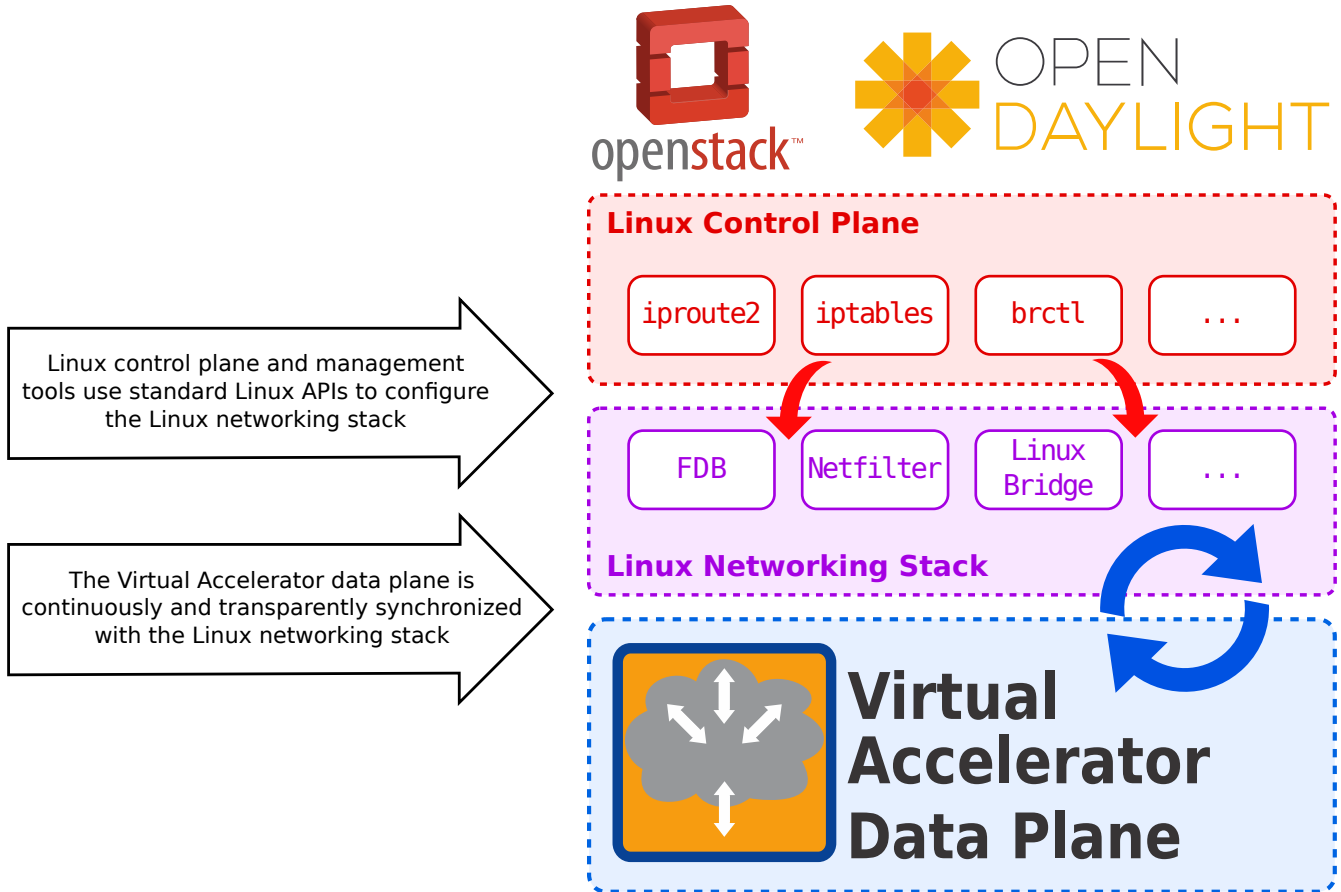 openstack™
OPEN
DAYLIGHT
Linux Control Plane
iproute2
iptables
brctl
...
Linux control plane and management
tools use standard Linux APIs to configure
the Linux networking stack
FDB
Netfilter
Linux
Bridge
...
Linux Networking Stack
The Virtual Accelerator data plane is
continuously and transparently synchronized
with the Linux networking stack
Virtual
Accelerator
Data Plane